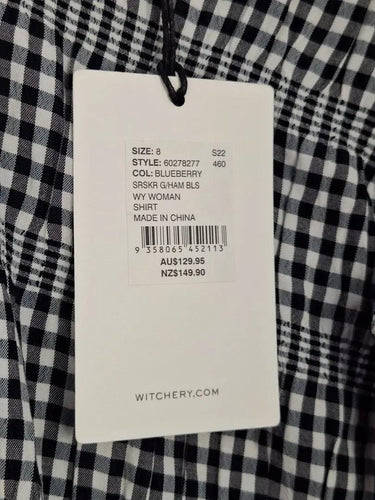 SIZE: 8 S22
STYLE: 60278277 460
COL: BLUEBERRY
SRSKR G/HAM BLS
WY WOMAN
SHIRT
MADE IN CHINA
9 358065 452113
AU$129.95
NZ$149.90
WITCHERY.COM